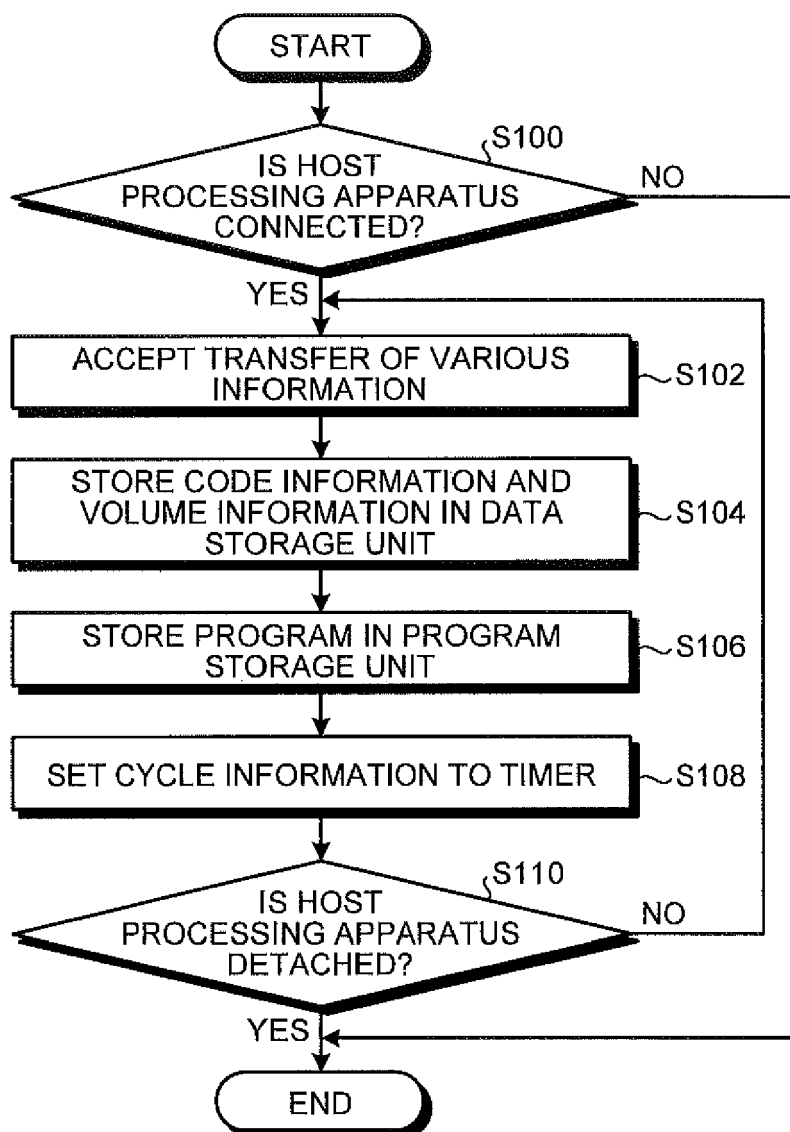 START
S100
IS HOST
PROCESSING APPARATUS
CONNECTED?
NO
YES
ACCEPT TRANSFER OF VARIOUS
INFORMATION
S102
STORE CODE INFORMATION AND
VOLUME INFORMATION IN DATA
STORAGE UNIT
S104
STORE PROGRAM IN PROGRAM
STORAGE UNIT
S106
SET CYCLE INFORMATION TO TIMER
S108
S110
IS HOST
PROCESSING APPARATUS
DETACHED?
NO
YES
END